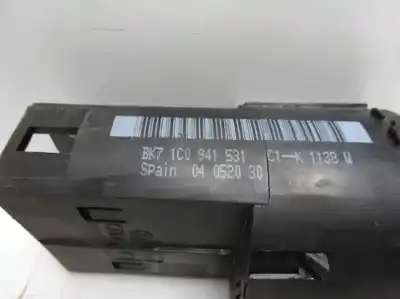 BK7 1C0 941 531 C1-K 1138 W
Spain 04 0520 30